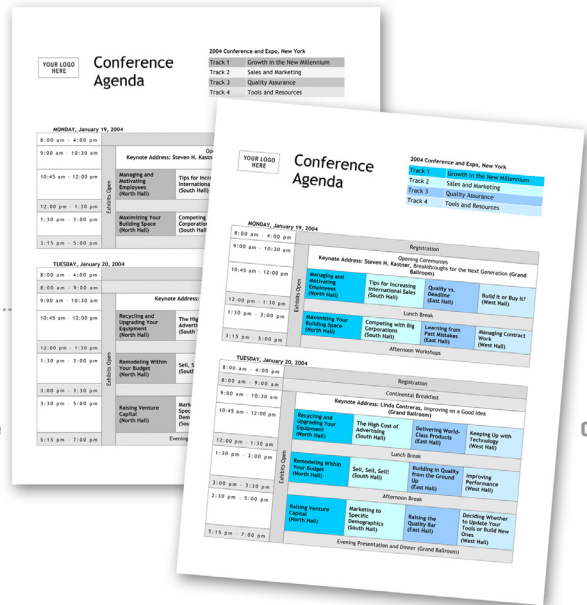 YOUR LOGO
HERE
Conference
Agenda
2004 Conference and Expo, New York
Track 1 Growth in the New Millennium
Track 2 Sales and Marketing
Track 3 Quality Assurance
Track 4 Tools and Resources
MONDAY, January 19, 2004
8:00 am - 4:00 pm
9:00 am - 10:30 am
Keynote Address: Steven H.
10:45 am - 12:00 pm
Managing and
Motivating
Employees
(North Hall)
Tips for
International
(South Hall)
12:00 pm - 1:30 pm
1:30 pm - 3:00 pm
Maximizing Your
Building Space
(North Hall)
Competing
(South Hall)
3:15 pm - 5:00 pm
Exhibits Open
TUESDAY, January 20, 2004
8:00 am - 4:00 pm
8:00 am - 9:00 am
9:00 am - 10:30 am
Keynote Address:
10:45 am - 12:00 pm
Recycling and
Upgrading Your
Equipment
(North Hall)
12:00 pm - 1:30 pm
1:30 pm - 3:00 pm
Remodeling Within
Your Budget
(North Hall)
3:00 pm - 3:30 pm
3:30 pm - 5:00 pm
Raising Venture
Capital
(North Hall)
5:15 pm - 7:00 pm
Exhibits Open
YOUR LOGO
HERE
Conference
Agenda
2004 Conference and Expo, New York
Track 1 Growth in the New Millennium
Track 2 Sales and Marketing
Track 3 Quality Assurance
Track 4 Tools and Resources
MONDAY, January 19, 2004
8:00 am - 4:00 pm Registration
9:00 am - 10:30 am Opening Ceremonies
Keynote Address: Steven H. Kastner, Breakthroughs for the Next Generation (Grand
Ballroom)
10:45 am - 12:00 pm
Managing and
Motivating
Employees
(North Hall)
Tips for Increasing
International Sales
(South Hall)
Quality vs.
Deadline
(East Hall)
Build It or Buy It?
(West Hall)
12:00 pm - 1:30 pm Lunch Break
1:30 pm - 3:00 pm
Maximizing Your
Building Space
(North Hall)
Competing with Big
Corporations
(South Hall)
Learning from
Past Mistakes
(East Hall)
Managing Contract
Work
(West Hall)
3:15 pm - 5:00 pm Afternoon Workshops
Exhibits Open
TUESDAY, January 20, 2004
8:00 am - 4:00 pm Registration
8:00 am - 9:00 am Continental Breakfast
9:00 am - 10:30 am Keynote Address: Linda Contreras, Improving on a Good Idea
(Grand Ballroom)
10:45 am - 12:00 pm
Recycling and
Upgrading Your
Equipment
(North Hall)
The High Cost of
Advertising
(South Hall)
Delivering World-
Class Products
(East Hall)
Keeping Up with
Technology
(West Hall)
12:00 pm - 1:30 pm Lunch Break
1:30 pm - 3:00 pm
Remodeling Within
Your Budget
(North Hall)
Sell, Sell, Sell!
(South Hall)
Building in Quality
from the Ground
Up
(East Hall)
Improving
Performance
(West Hall)
3:00 pm - 3:30 pm Afternoon Break
3:30 pm - 5:00 pm
Raising Venture
Capital
(North Hall)
Marketing to
Specific
Demographics
(South Hall)
Raising the
Quality Bar
(East Hall)
Deciding Whether
to Update Your
Tools or Build New
Ones
(West Hall)
5:15 pm - 7:00 pm Evening Presentation and Dinner (Grand Ballroom)
Exhibits Open